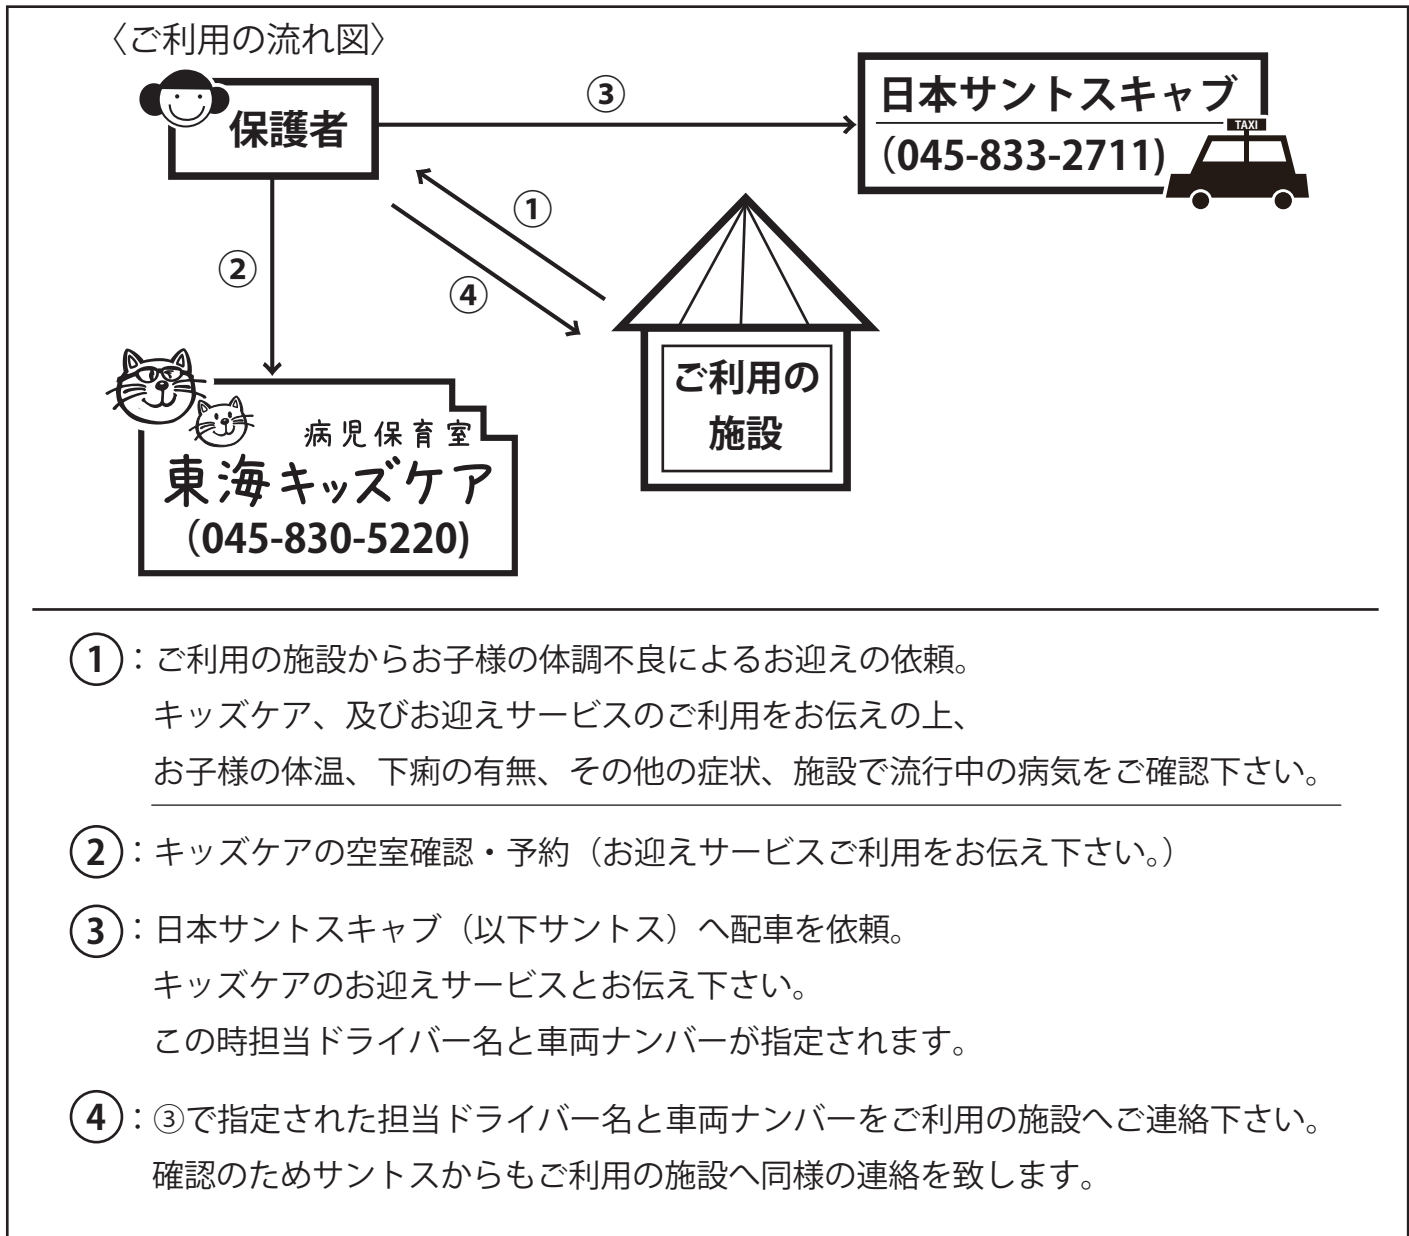 〈ご利用の流れ図〉
保護者
③
日本サントスキャブ
TAXI
（045-833-2711）
①
②
④
ご利用の
施設
病児保育室
東海キッズケア
（045-830-5220）
①：ご利用の施設からお子様の体調不良によるお迎えの依頼。
キッズケア、及びお迎えサービスのご利用をお伝えの上、
お子様の体温、下痢の有無、その他の症状、施設で流行中の病気をご確認下さい。
②：キッズケアの空室確認・予約（お迎えサービスご利用をお伝え下さい。）
③：日本サントスキャブ（以下サントス）へ配車を依頼。
キッズケアのお迎えサービスとお伝え下さい。
この時担当ドライバー名と車両ナンバーが指定されます。
④：③で指定された担当ドライバー名と車両ナンバーをご利用の施設へご連絡下さい。
確認のためサントスからもご利用の施設へ同様の連絡を致します。